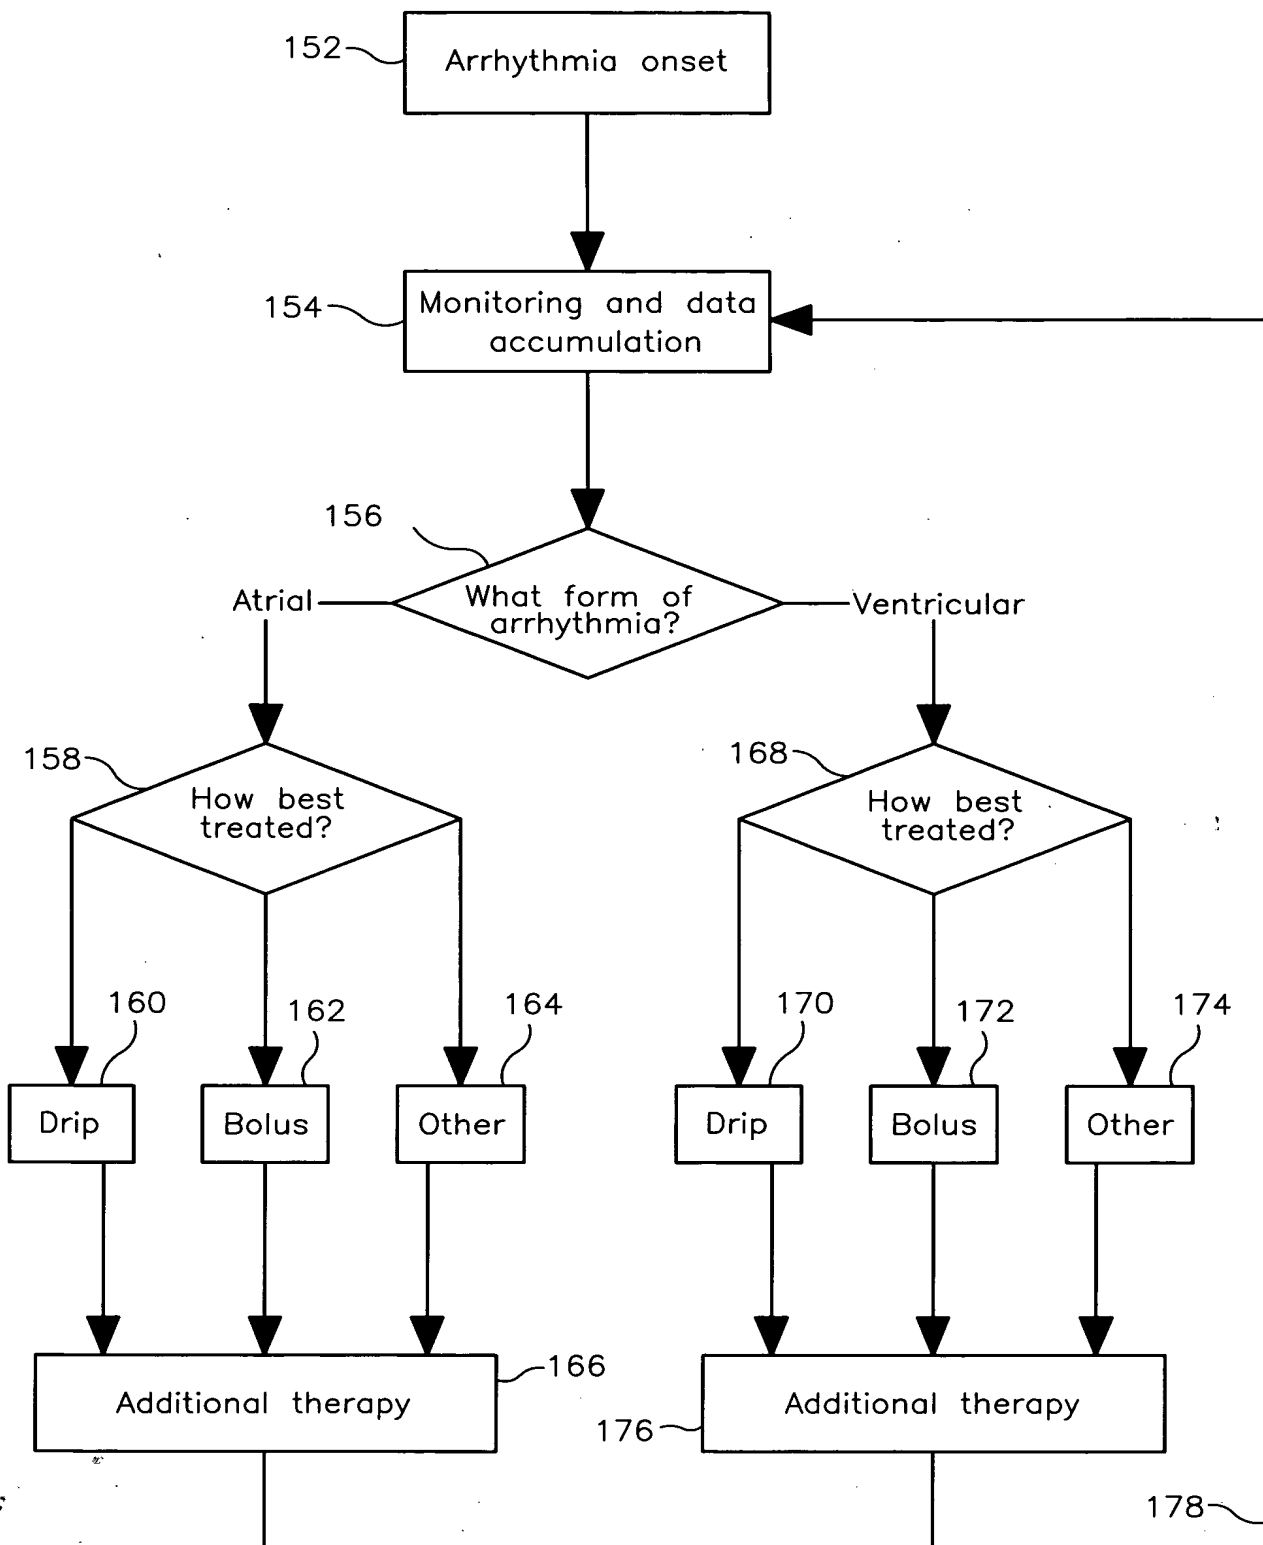 152
Arrhythmia onset
154
Monitoring and data
accumulation
156
Atrial
What form of
arrhythmia?
Ventricular
158
How best
treated?
168
How best
treated?
160
162
164
170
172
174
Drip
Bolus
Other
Drip
Bolus
Other
166
Additional therapy
176
Additional therapy
178